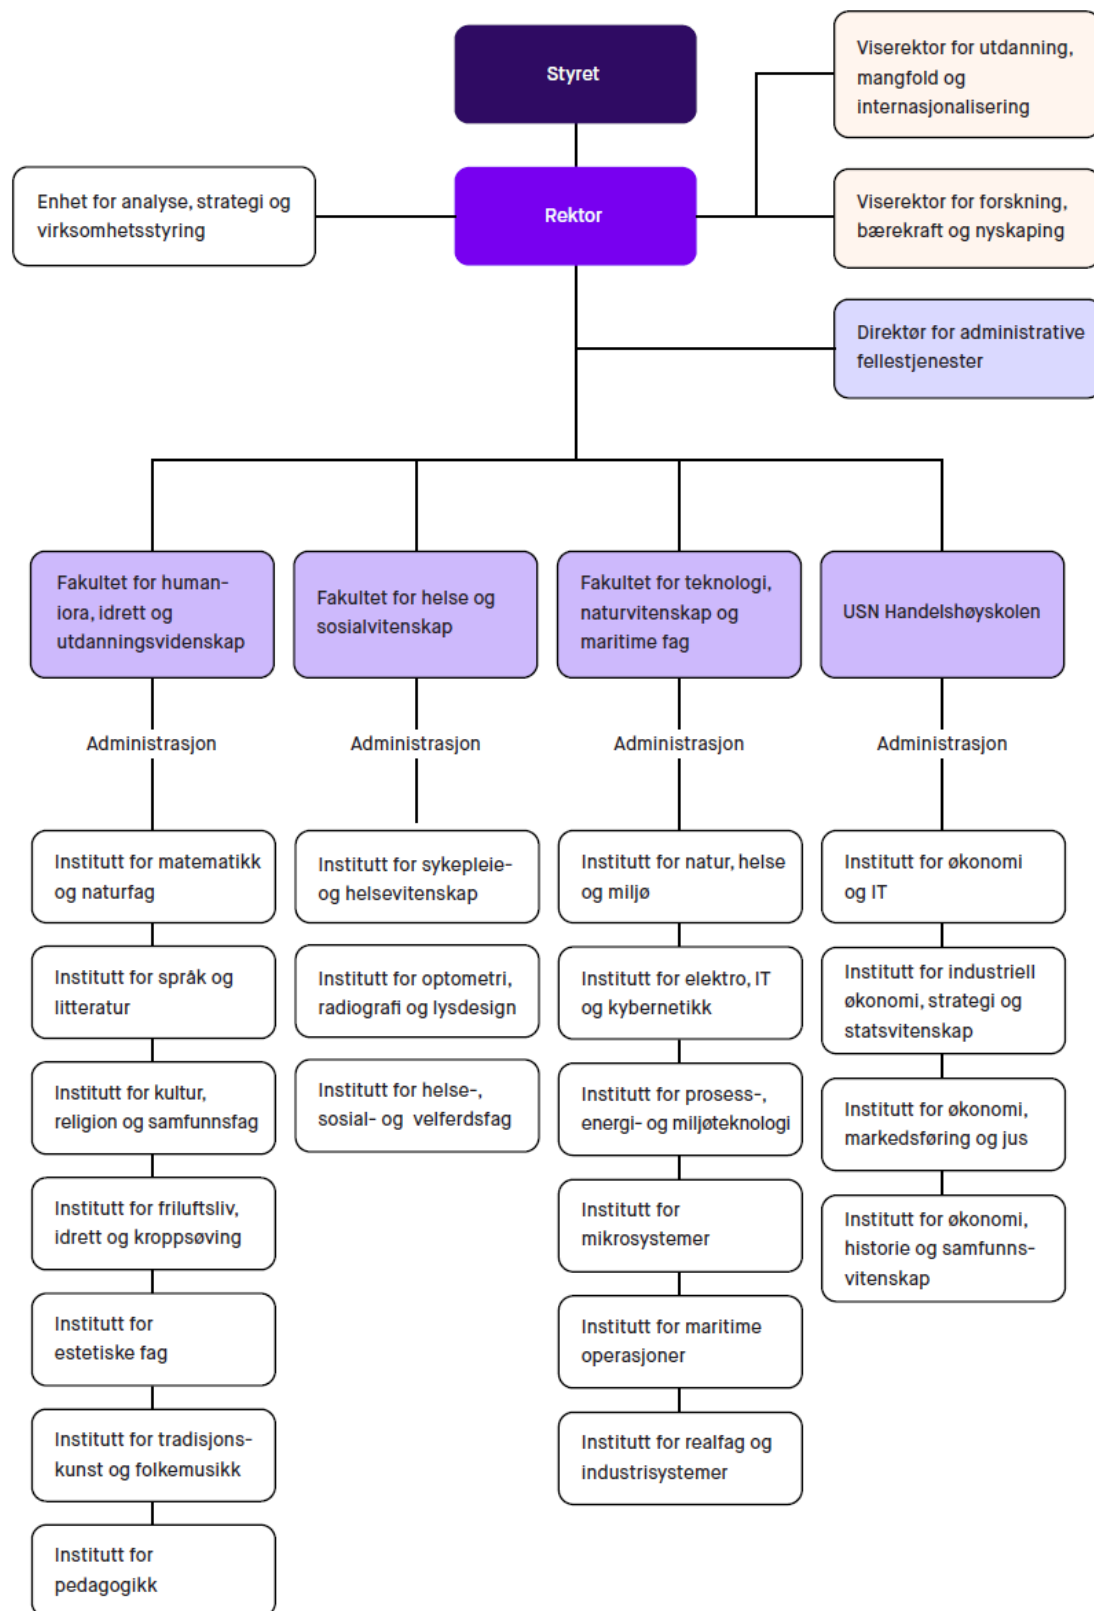 Styret
Viserektor for utdanning,
mangfold og
internasjonalisering
Enhet for analyse, strategi og
virksomhetsstyring
Rektor
Viserektor for forskning,
bærekraft og nyskaping
Direktør for administrative
fellestjenester
Fakultet for human-
iora, idrett og
utdanningsvidenskap
Fakultet for helse og
sosialvitenskap
Fakultet for teknologi,
naturvitenskap og
maritime fag
USN Handelshøyskolen
Administrasjon
Administrasjon
Administrasjon
Administrasjon
Institutt for matematikk
og naturfag
Institutt for språk og
litteratur
Institutt for kultur,
religion og samfunnsfag
Institutt for friluftsliv,
idrett og kroppsøving
Institutt for
estetiske fag
Institutt for tradisjons-
kunst og folkemusikk
Institutt for
pedagogikk
Institutt for sykepleie-
og helsevitenskap
Institutt for optometri,
radiografi og lysdesign
Institutt for helse-,
sosial- og velferdsfag
Institutt for natur, helse
og miljø
Institutt for elektro, IT
og kybernetikk
Institutt for prosess-,
energi- og miljøteknologi
Institutt for
mikrosystemer
Institutt for maritime
operasjoner
Institutt for realfag og
industrisystemer
Institutt for økonomi
og IT
Institutt for industriell
økonomi, strategi og
statsvitenskap
Institutt for økonomi,
markedsføring og jus
Institutt for økonomi,
historie og samfunns-
vitenskap